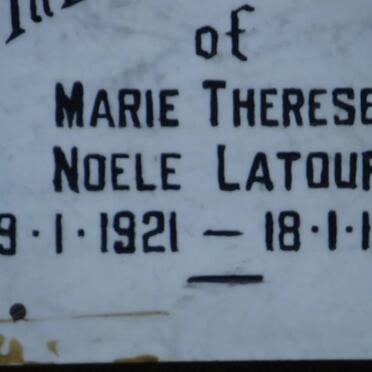 of
MARIE THERESE
NOELE LATOUR
9·1·1921 — 18·1·1